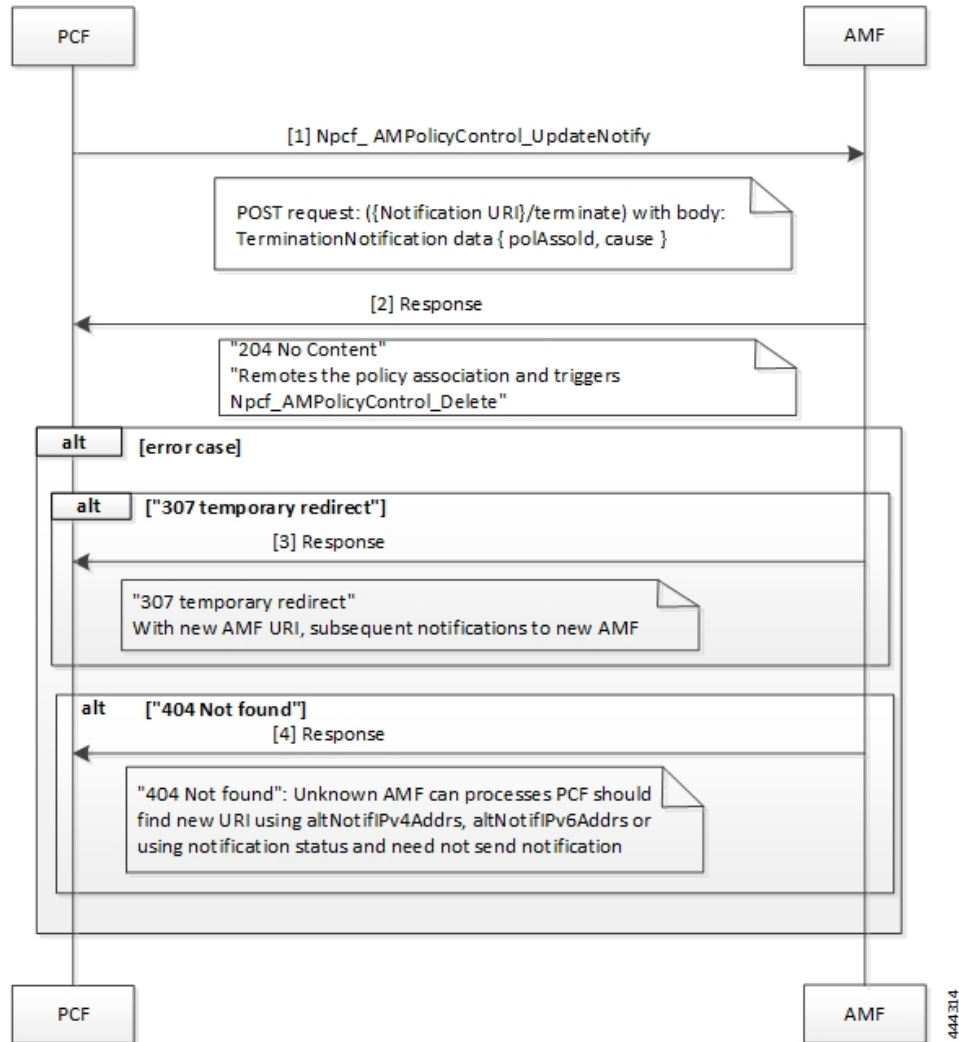 PCF
AMF
[1] Npcf_ AMPolicyControl_UpdateNotify
POST request: ({Notification URI}/terminate) with body:
TerminationNotification data { polAssoId, cause }
[2] Response
"204 No Content"
"Remotes the policy association and triggers
Npcf_AMPolicyControl_Delete"
alt
[error case]
alt
["307 temporary redirect"]
[3] Response
"307 temporary redirect"
With new AMF URI, subsequent notifications to new AMF
alt
["404 Not found"]
[4] Response
"404 Not found": Unknown AMF can processes PCF should
find new URI using altNotifIPv4Addrs, altNotifIPv6Addrs or
using notification status and need not send notification
PCF
AMF
444314